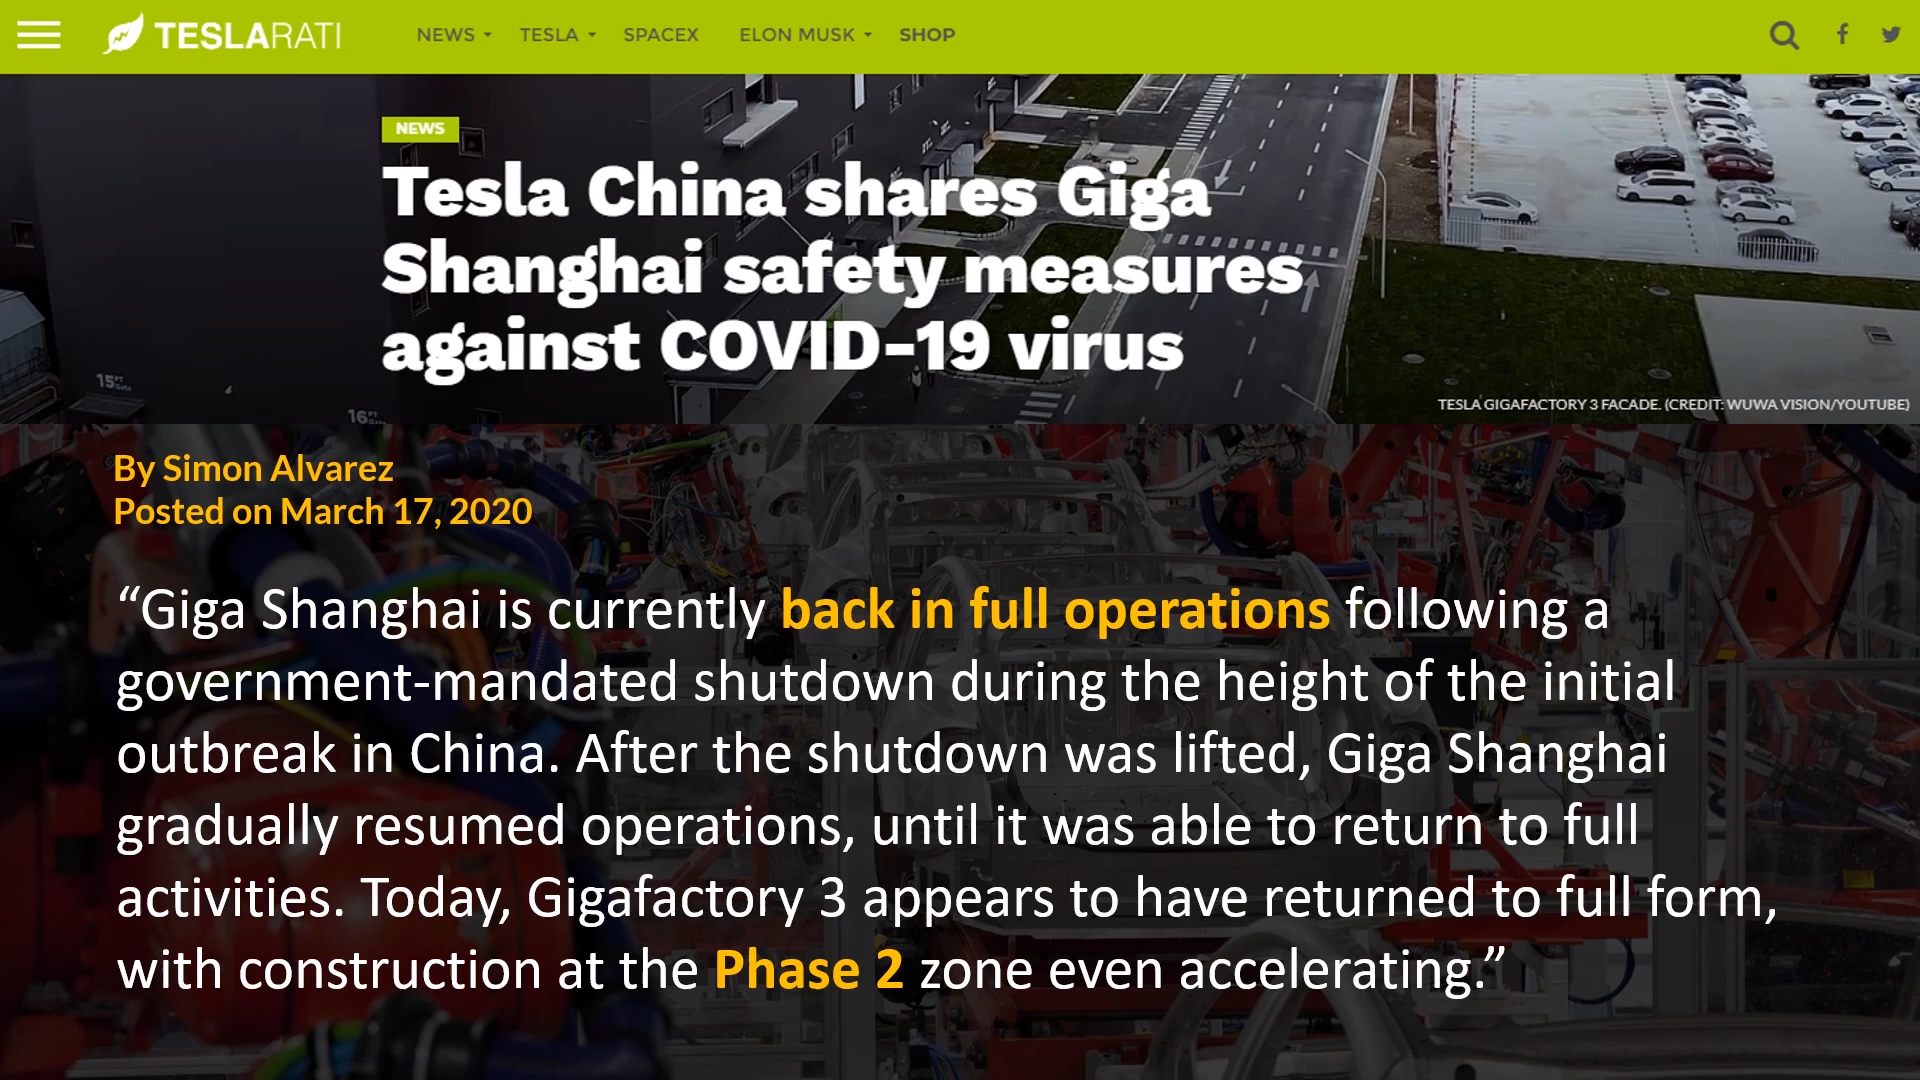 TESLARATI NEWS TESLA SPACEX ELON MUSK SHOP
NEWS
Tesla China shares Giga
Shanghai safety measures
against COVID-19 virus
15
16
TESLA GIGAFACTORY 3 FACADE. (CREDIT: WUWA VISION/YOUTUBE)
By Simon Alvarez
Posted on March 17, 2020
“Giga Shanghai is currently back in full operations following a
government-mandated shutdown during the height of the initial
outbreak in China. After the shutdown was lifted, Giga Shanghai
gradually resumed operations, until it was able to return to full
activities. Today, Gigafactory 3 appears to have returned to full form,
with construction at the Phase 2 zone even accelerating.”